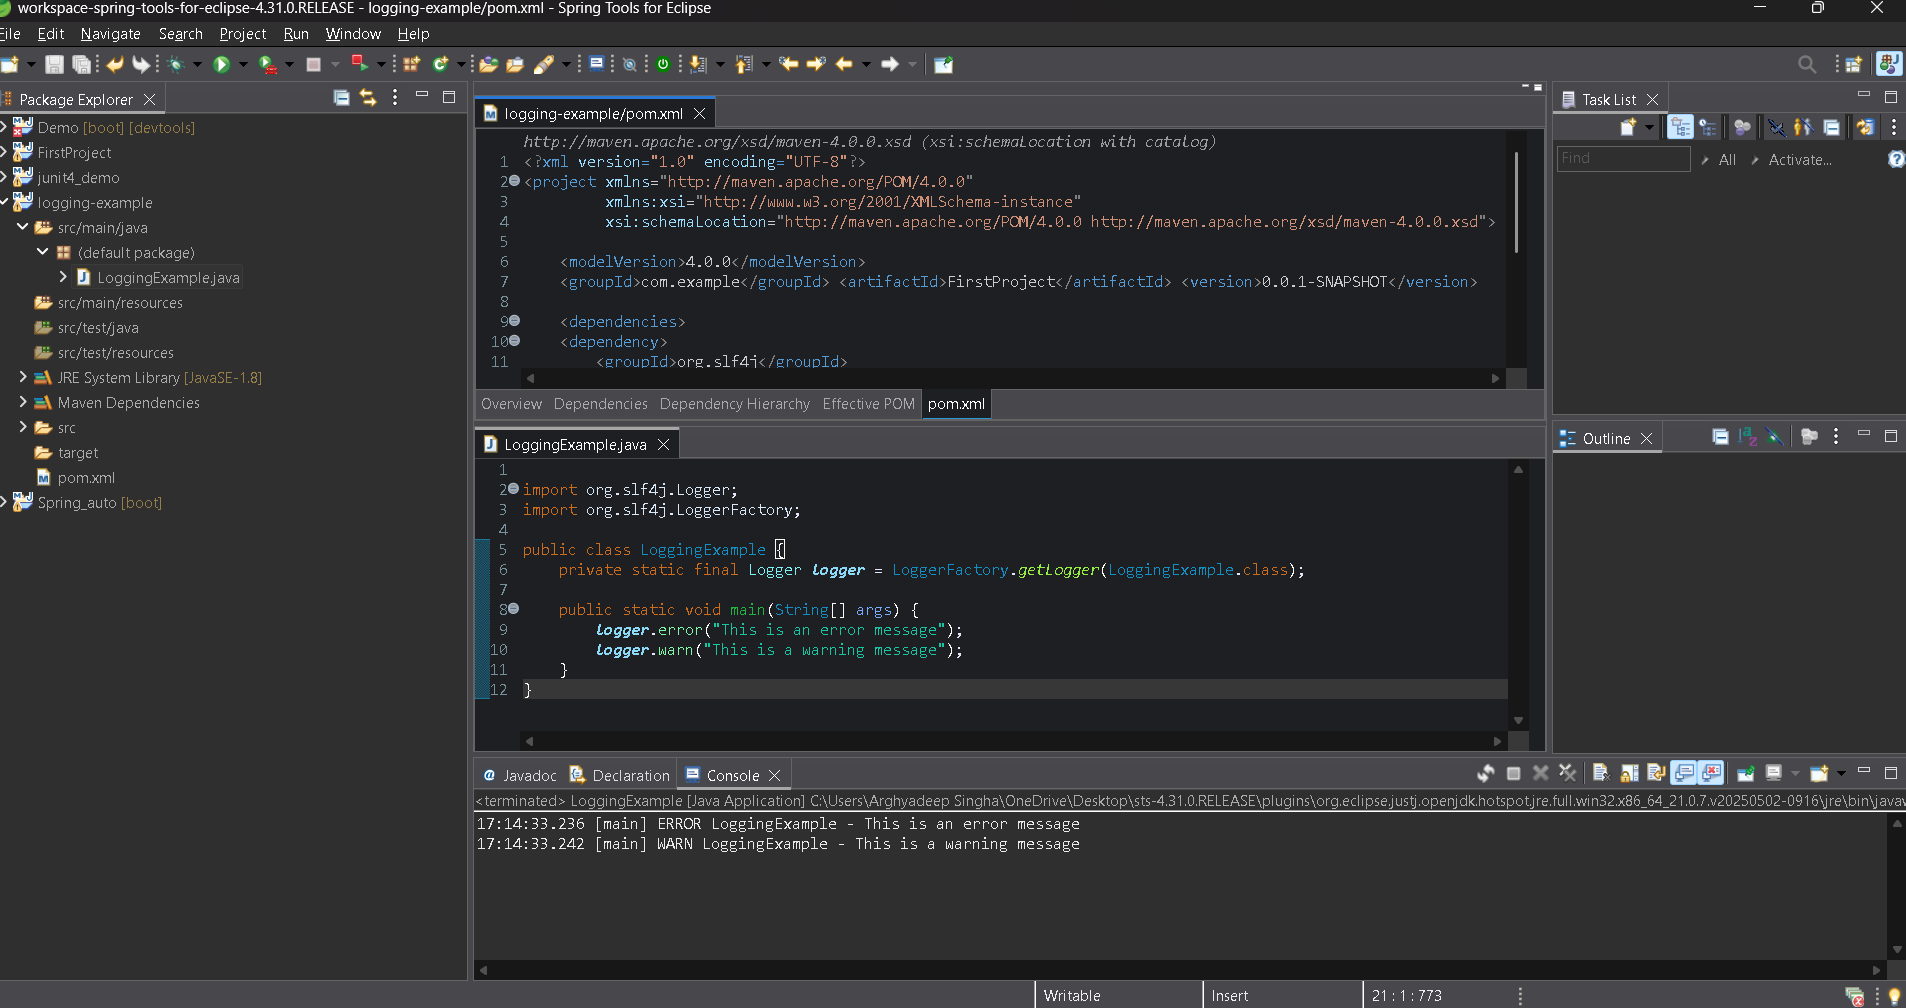 workspace-spring-tools-for-eclipse-4.31.0.RELEASE - logging-example/pom.xml - Spring Tools for Eclipse
File Edit Navigate Search Project Run Window Help
Package Explorer
Demo [boot] [devtools]
FirstProject
junit4_demo
logging-example
src/main/java
(default package)
LoggingExample.java
src/main/resources
src/test/java
src/test/resources
JRE System Library [JavaSE-1.8]
Maven Dependencies
src
target
pom.xml
Spring_auto [boot]
logging-example/pom.xml
http://maven.apache.org/xsd/maven-4.0.0.xsd (xsi:schemaLocation with catalog)
1 <?xml version="1.0" encoding="UTF-8"?>
2 <project xmlns="http://maven.apache.org/POM/4.0.0"
3 xmlns:xsi="http://www.w3.org/2001/XMLSchema-instance"
4 xsi:schemaLocation="http://maven.apache.org/POM/4.0.0 http://maven.apache.org/xsd/maven-4.0.0.xsd">
5
6 <modelVersion>4.0.0</modelVersion>
7 <groupId>com.example</groupId> <artifactId>FirstProject</artifactId> <version>0.0.1-SNAPSHOT</version>
8
9 <dependencies>
10 <dependency>
11 <groupId>org.slf4j</groupId>
Overview Dependencies Dependency Hierarchy Effective POM pom.xml
LoggingExample.java
1
2 import org.slf4j.Logger;
3 import org.slf4j.LoggerFactory;
4
5 public class LoggingExample {
6 private static final Logger logger = LoggerFactory.getLogger(LoggingExample.class);
7
8 public static void main(String[] args) {
9 logger.error("This is an error message");
10 logger.warn("This is a warning message");
11 }
12 }
Javadoc Declaration Console
<terminated> LoggingExample [Java Application] C:\Users\Arghyadeep Singha\OneDrive\Desktop\sts-4.31.0.RELEASE\plugins\org.eclipse.justj.openjdk.hotspot.jre.full.win32.x86_64_21.0.7.v20250502-0916\jre\bin\javaw
17:14:33.236 [main] ERROR LoggingExample - This is an error message
17:14:33.242 [main] WARN LoggingExample - This is a warning message
Task List
Find All Activate...
Outline
Writable Insert 21 : 1 : 773